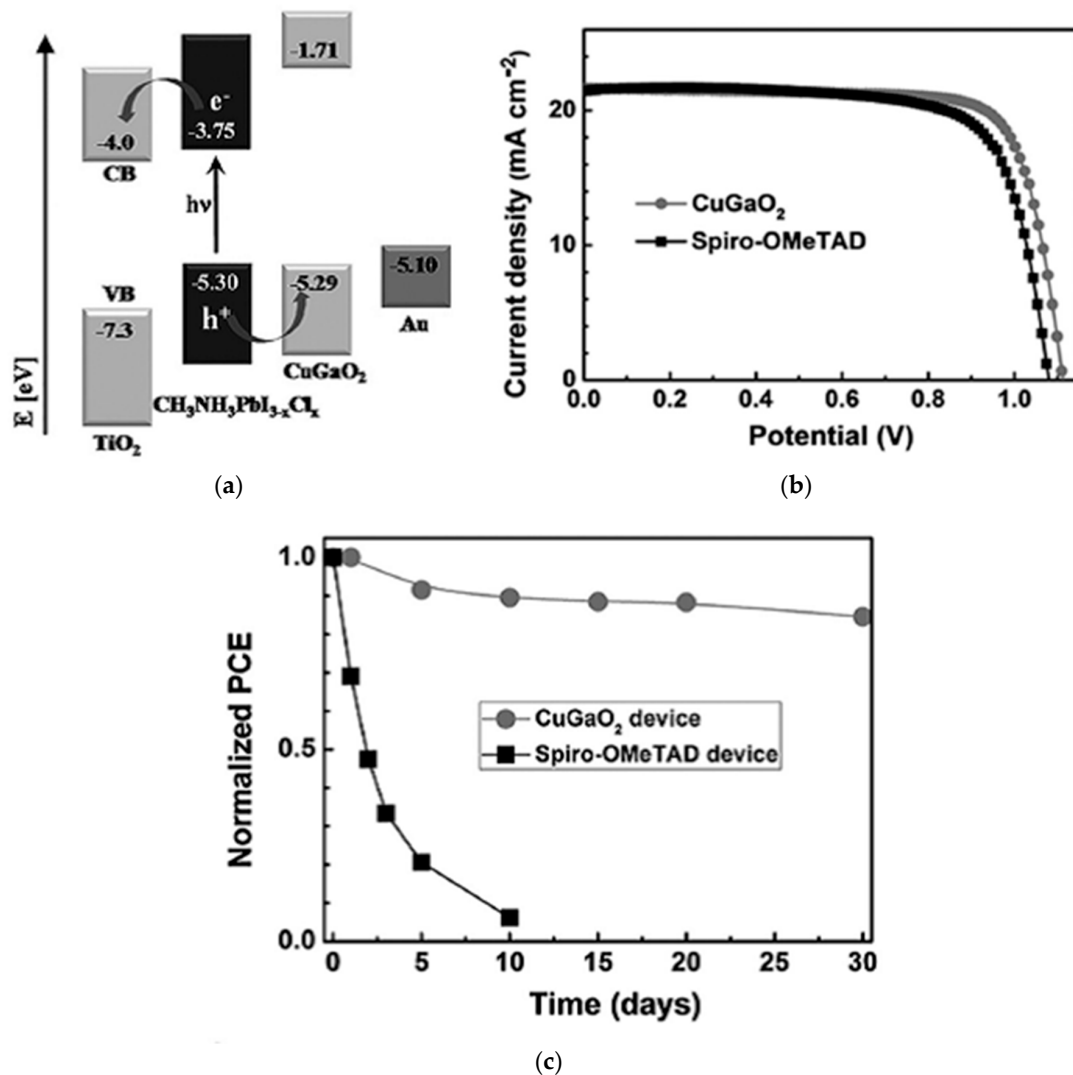 E [eV]
-1.71
e⁻
-3.75
-4.0
CB
hν
VB
-7.3
-5.30
h⁺
-5.29
-5.10
Au
CuGaO₂
CH₃NH₃PbI₃₋ₓClₓ
TiO₂
(a)
Current density (mA cm⁻²)
20
10
0
CuGaO₂
Spiro-OMeTAD
0.0 0.2 0.4 0.6 0.8 1.0
Potential (V)
(b)
Normalized PCE
1.0
0.5
0.0
CuGaO₂ device
Spiro-OMeTAD device
0 5 10 15 20 25 30
Time (days)
(c)